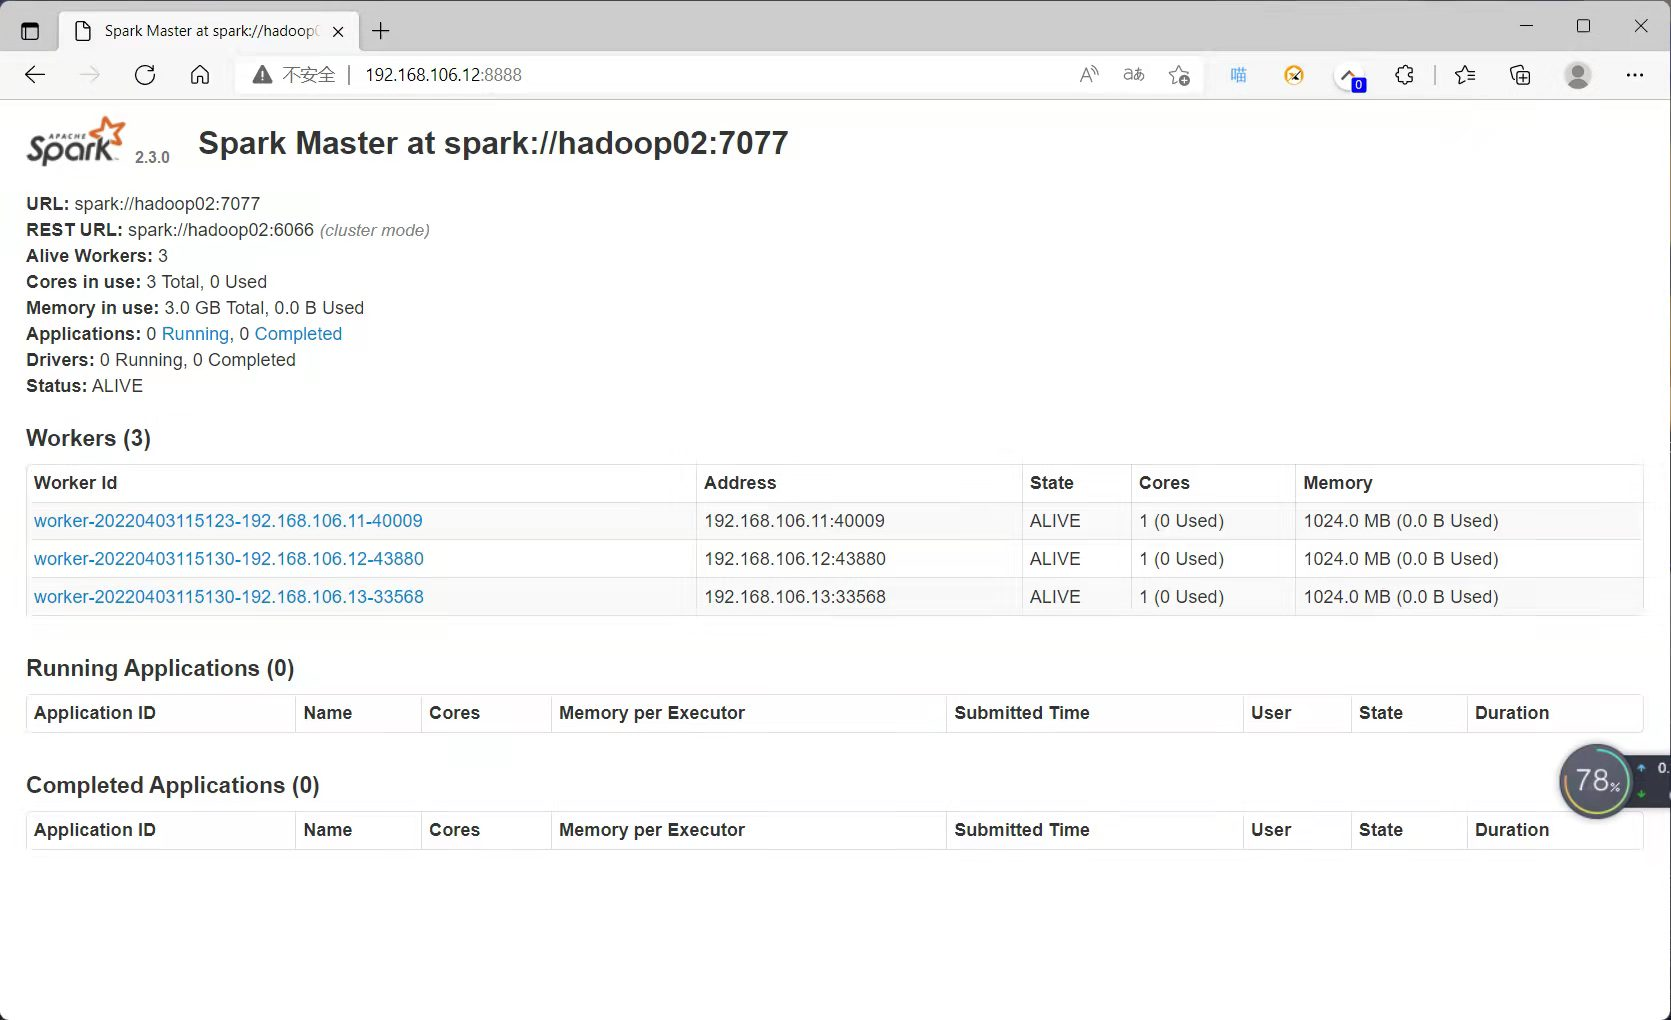 Spark Master at spark://hadoop
不安全 | 192.168.106.12:8888
喵
0
APACHE Spark 2.3.0 Spark Master at spark://hadoop02:7077
URL: spark://hadoop02:7077
REST URL: spark://hadoop02:6066 (cluster mode)
Alive Workers: 3
Cores in use: 3 Total, 0 Used
Memory in use: 3.0 GB Total, 0.0 B Used
Applications: 0 Running, 0 Completed
Drivers: 0 Running, 0 Completed
Status: ALIVE
Workers (3)
Worker Id Address State Cores Memory
worker-20220403115123-192.168.106.11-40009 192.168.106.11:40009 ALIVE 1 (0 Used) 1024.0 MB (0.0 B Used)
worker-20220403115130-192.168.106.12-43880 192.168.106.12:43880 ALIVE 1 (0 Used) 1024.0 MB (0.0 B Used)
worker-20220403115130-192.168.106.13-33568 192.168.106.13:33568 ALIVE 1 (0 Used) 1024.0 MB (0.0 B Used)
Running Applications (0)
Application ID Name Cores Memory per Executor Submitted Time User State Duration
78% 0.
Completed Applications (0)
Application ID Name Cores Memory per Executor Submitted Time User State Duration